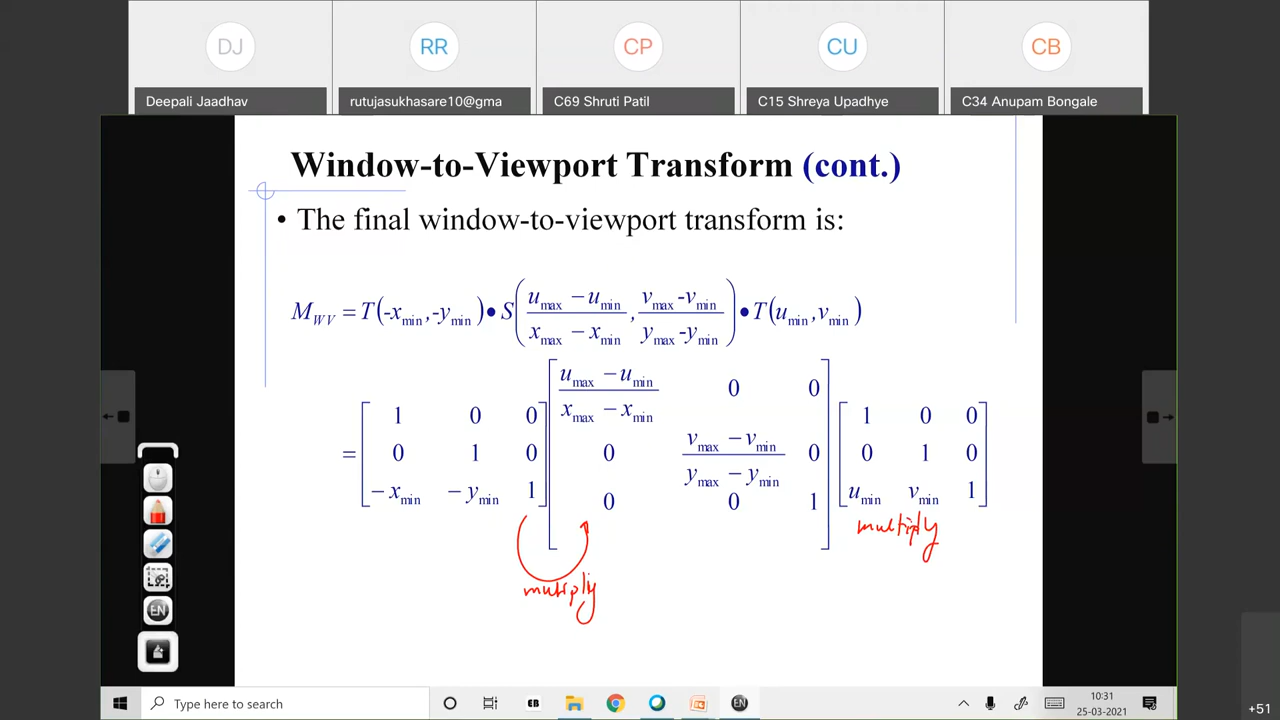 DJ RR CP CU CB
Deepali Jaadhav rutujasukhasare10@gma C69 Shruti Patil C15 Shreya Upadhye C34 Anupam Bongale
Window-to-Viewport Transform (cont.)
• The final window-to-viewport transform is:
M_WV = T(-x_min,-y_min) • S((u_max − u_min)/(x_max − x_min), (v_max -v_min)/(y_max -y_min)) • T(u_min,v_min)
= [1 0 0; 0 1 0; −x_min −y_min 1] [(u_max − u_min)/(x_max − x_min) 0 0; 0 (v_max − v_min)/(y_max − y_min) 0; 0 0 1] [1 0 0; 0 1 0; u_min v_min 1]
multiply
multiply
EN
Type here to search EB EN 10:31
25-03-2021
+51